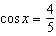 cos x = 4/5